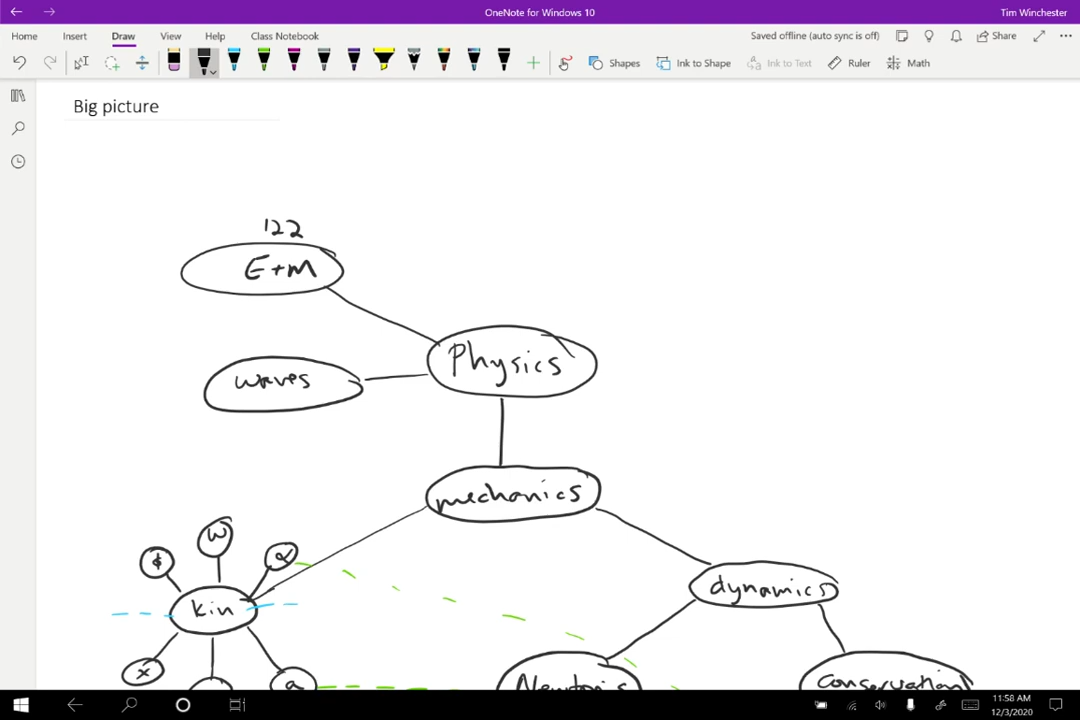 OneNote for Windows 10
Tim Winchester
Home Insert Draw View Help Class Notebook
Saved offline (auto sync is off)
Share
Shapes
Ink to Shape
Ink to Text
Ruler
Math
Big picture
122
E+M
Physics
waves
mechanics
ω
α
ϕ
dynamics
kin
x
a
Newton's
Conservation
11:58 AM
12/3/2020